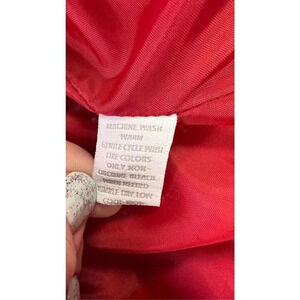 MACHINE WASH
WARM
GENTLE CYCLE WITH
LIKE COLORS
ONLY NON-
CHLORINE BLEACH
WHEN NEEDED
TUMBLE DRY LOW
COOL IRON